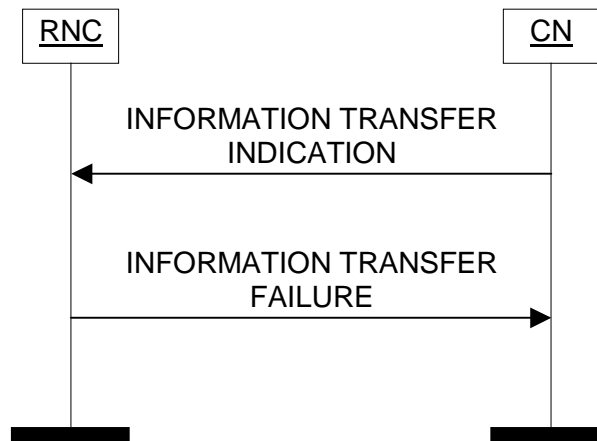 RNC
CN
INFORMATION TRANSFER
INDICATION
INFORMATION TRANSFER
FAILURE